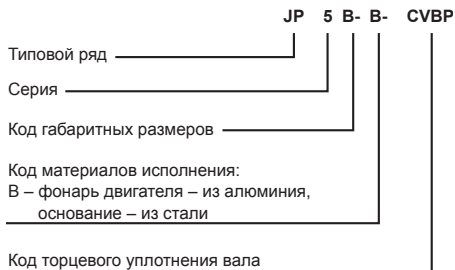 JP 5 B- B- CVBP
Типовой ряд
Серия
Код габаритных размеров
Код материалов исполнения:
В – фонарь двигателя – из алюминия,
основание – из стали
Код торцевого уплотнения вала